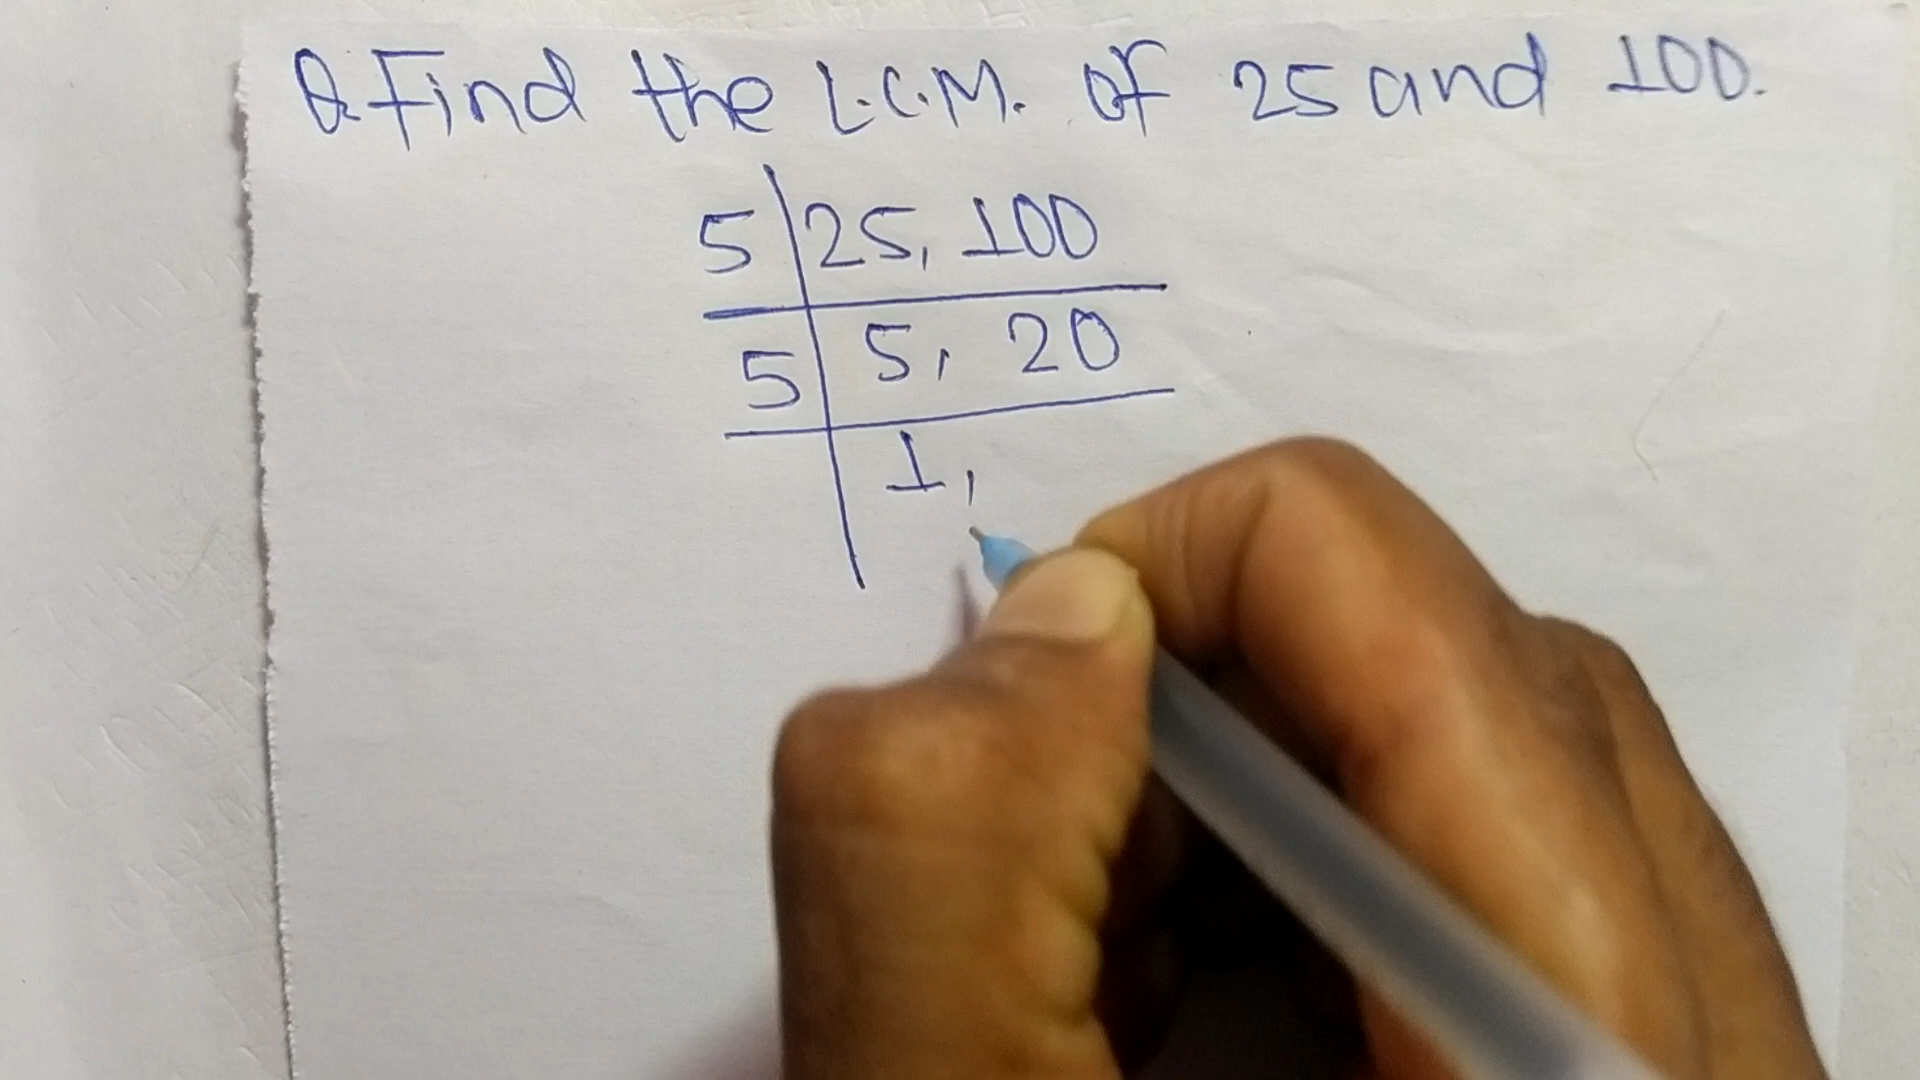 Q. Find the L.C.M. of 25 and 100.
5 | 25, 100
5 | 5, 20
1,